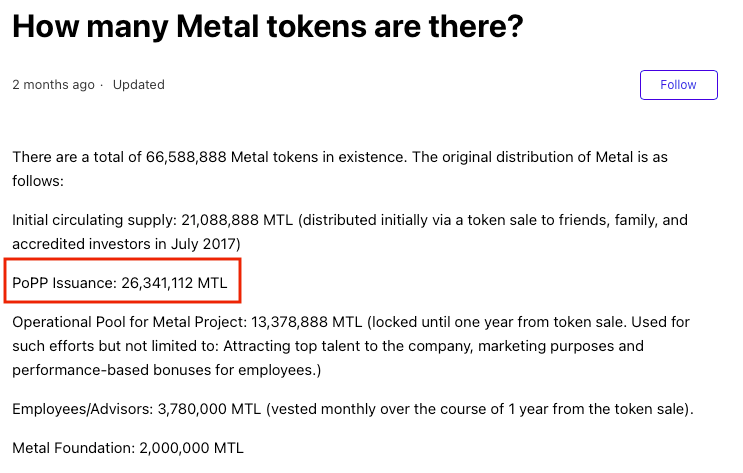 How many Metal tokens are there?
2 months ago · Updated
Follow
There are a total of 66,588,888 Metal tokens in existence. The original distribution of Metal is as
follows:
Initial circulating supply: 21,088,888 MTL (distributed initially via a token sale to friends, family, and
accredited investors in July 2017)
PoPP Issuance: 26,341,112 MTL
Operational Pool for Metal Project: 13,378,888 MTL (locked until one year from token sale. Used for
such efforts but not limited to: Attracting top talent to the company, marketing purposes and
performance-based bonuses for employees.)
Employees/Advisors: 3,780,000 MTL (vested monthly over the course of 1 year from the token sale).
Metal Foundation: 2,000,000 MTL